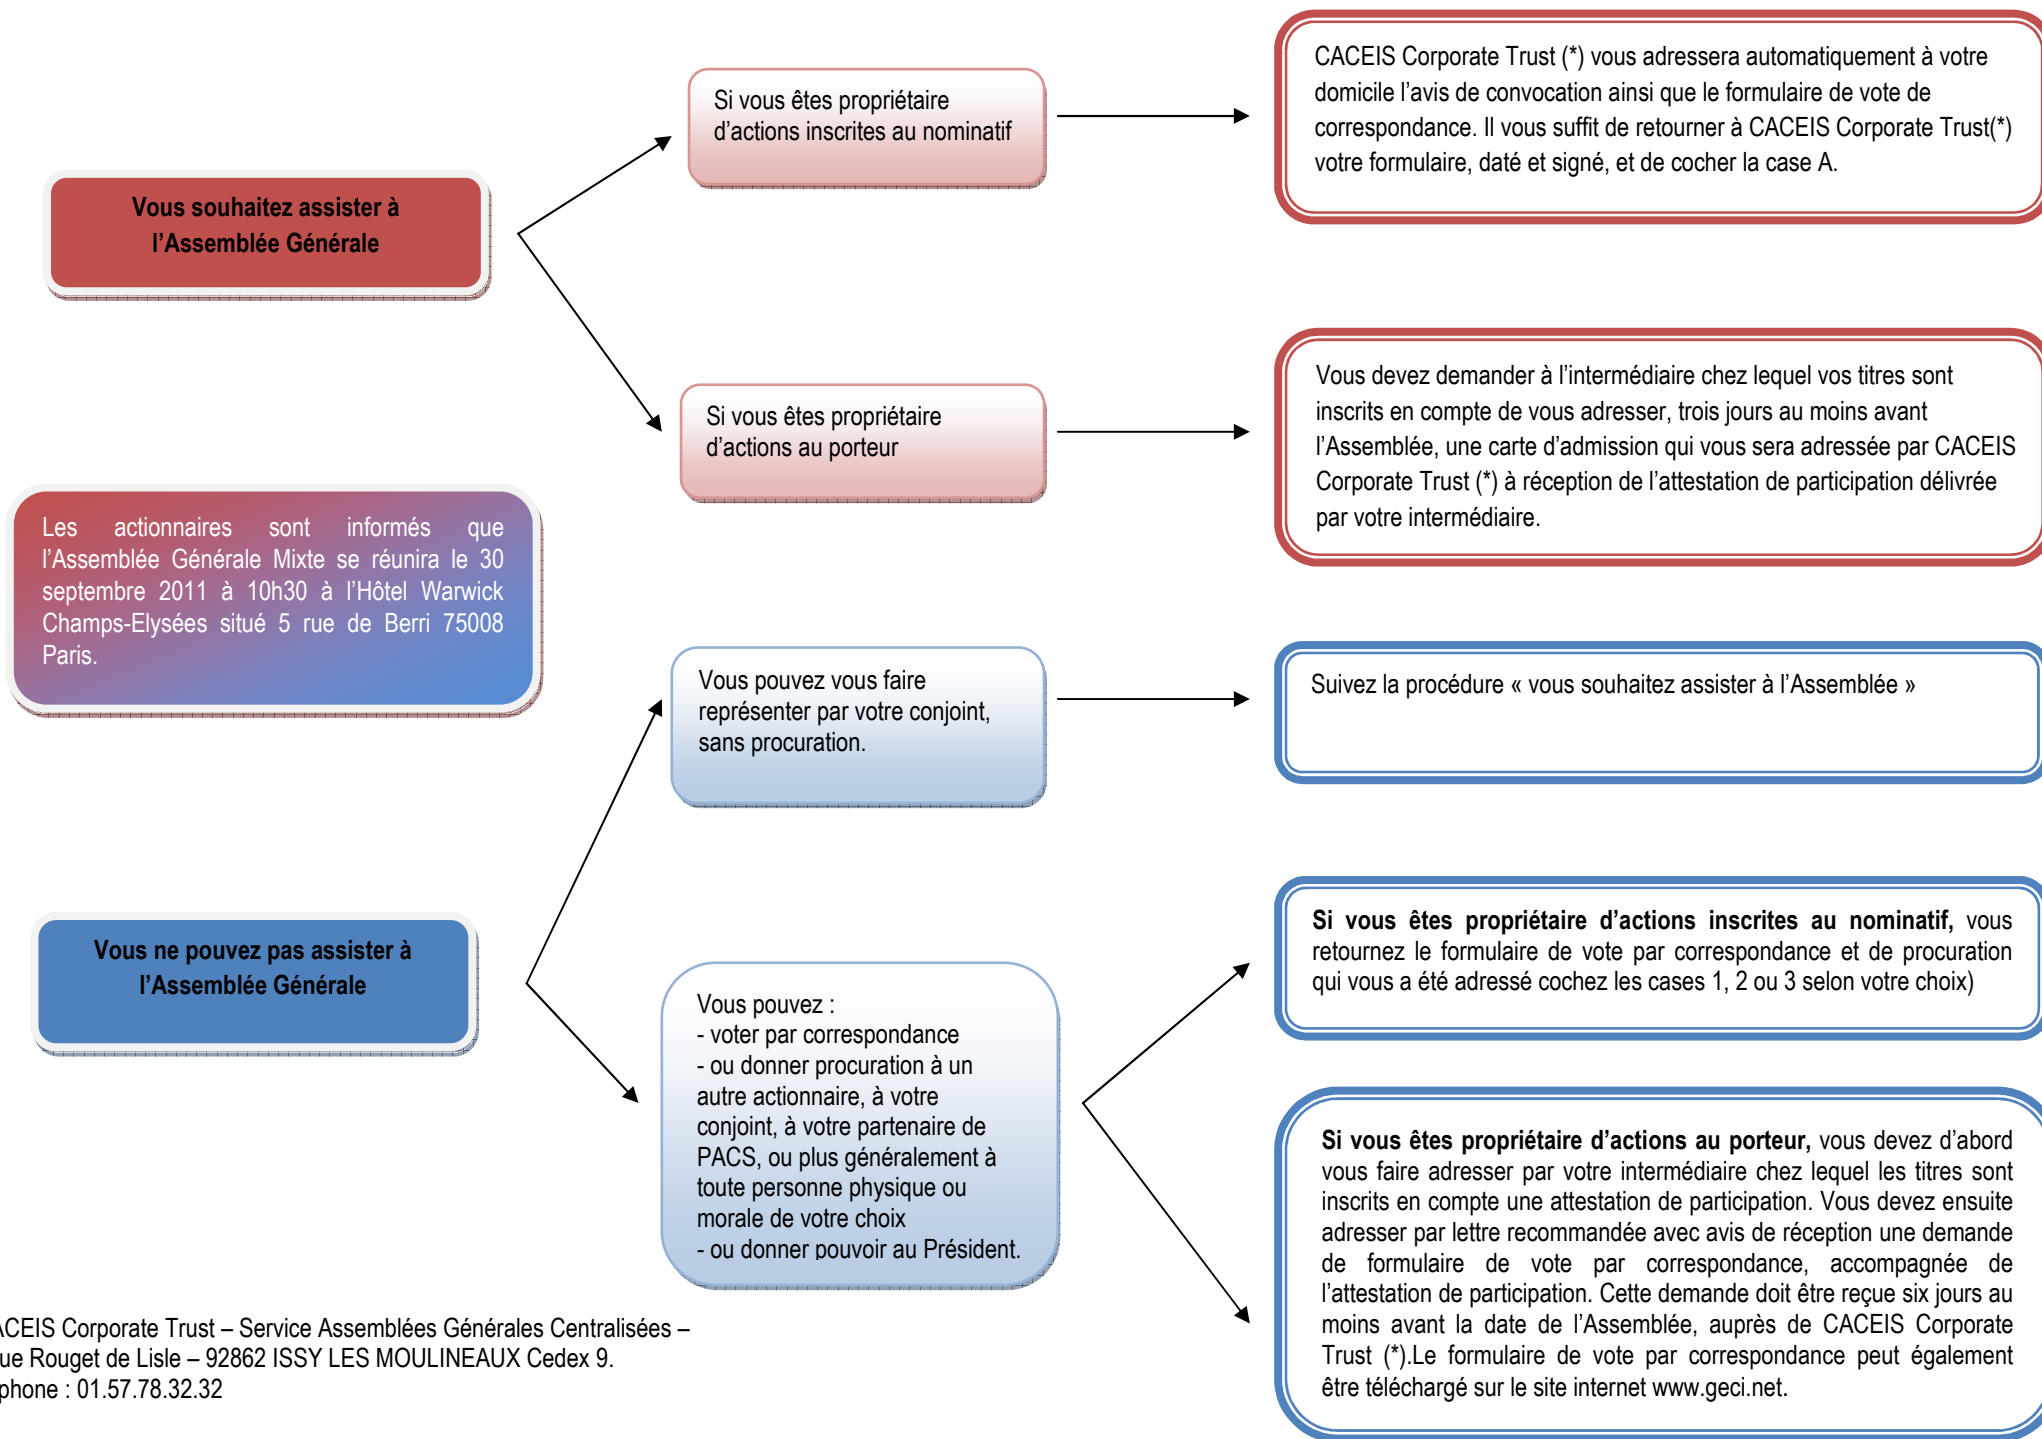 Vous souhaitez assister à
l'Assemblée Générale
Si vous êtes propriétaire
d'actions inscrites au nominatif
CACEIS Corporate Trust (*) vous adressera automatiquement à votre
domicile l'avis de convocation ainsi que le formulaire de vote de
correspondance. Il vous suffit de retourner à CACEIS Corporate Trust(*)
votre formulaire, daté et signé, et de cocher la case A.
Si vous êtes propriétaire
d'actions au porteur
Vous devez demander à l'intermédiaire chez lequel vos titres sont
inscrits en compte de vous adresser, trois jours au moins avant
l'Assemblée, une carte d'admission qui vous sera adressée par CACEIS
Corporate Trust (*) à réception de l'attestation de participation délivrée
par votre intermédiaire.
Les actionnaires sont informés que
l'Assemblée Générale Mixte se réunira le 30
septembre 2011 à 10h30 à l'Hôtel Warwick
Champs-Elysées situé 5 rue de Berri 75008
Paris.
Vous pouvez vous faire
représenter par votre conjoint,
sans procuration.
Suivez la procédure « vous souhaitez assister à l'Assemblée »
Vous ne pouvez pas assister à
l'Assemblée Générale
Vous pouvez :
- voter par correspondance
- ou donner procuration à un
autre actionnaire, à votre
conjoint, à votre partenaire de
PACS, ou plus généralement à
toute personne physique ou
morale de votre choix
- ou donner pouvoir au Président.
Si vous êtes propriétaire d'actions inscrites au nominatif, vous
retournez le formulaire de vote par correspondance et de procuration
qui vous a été adressé cochez les cases 1, 2 ou 3 selon votre choix)
Si vous êtes propriétaire d'actions au porteur, vous devez d'abord
vous faire adresser par votre intermédiaire chez lequel les titres sont
inscrits en compte une attestation de participation. Vous devez ensuite
adresser par lettre recommandée avec avis de réception une demande
de formulaire de vote par correspondance, accompagnée de
l'attestation de participation. Cette demande doit être reçue six jours au
moins avant la date de l'Assemblée, auprès de CACEIS Corporate
Trust (*).Le formulaire de vote par correspondance peut également
être téléchargé sur le site internet www.geci.net.
ACEIS Corporate Trust – Service Assemblées Générales Centralisées –
ue Rouget de Lisle – 92862 ISSY LES MOULINEAUX Cedex 9.
phone : 01.57.78.32.32